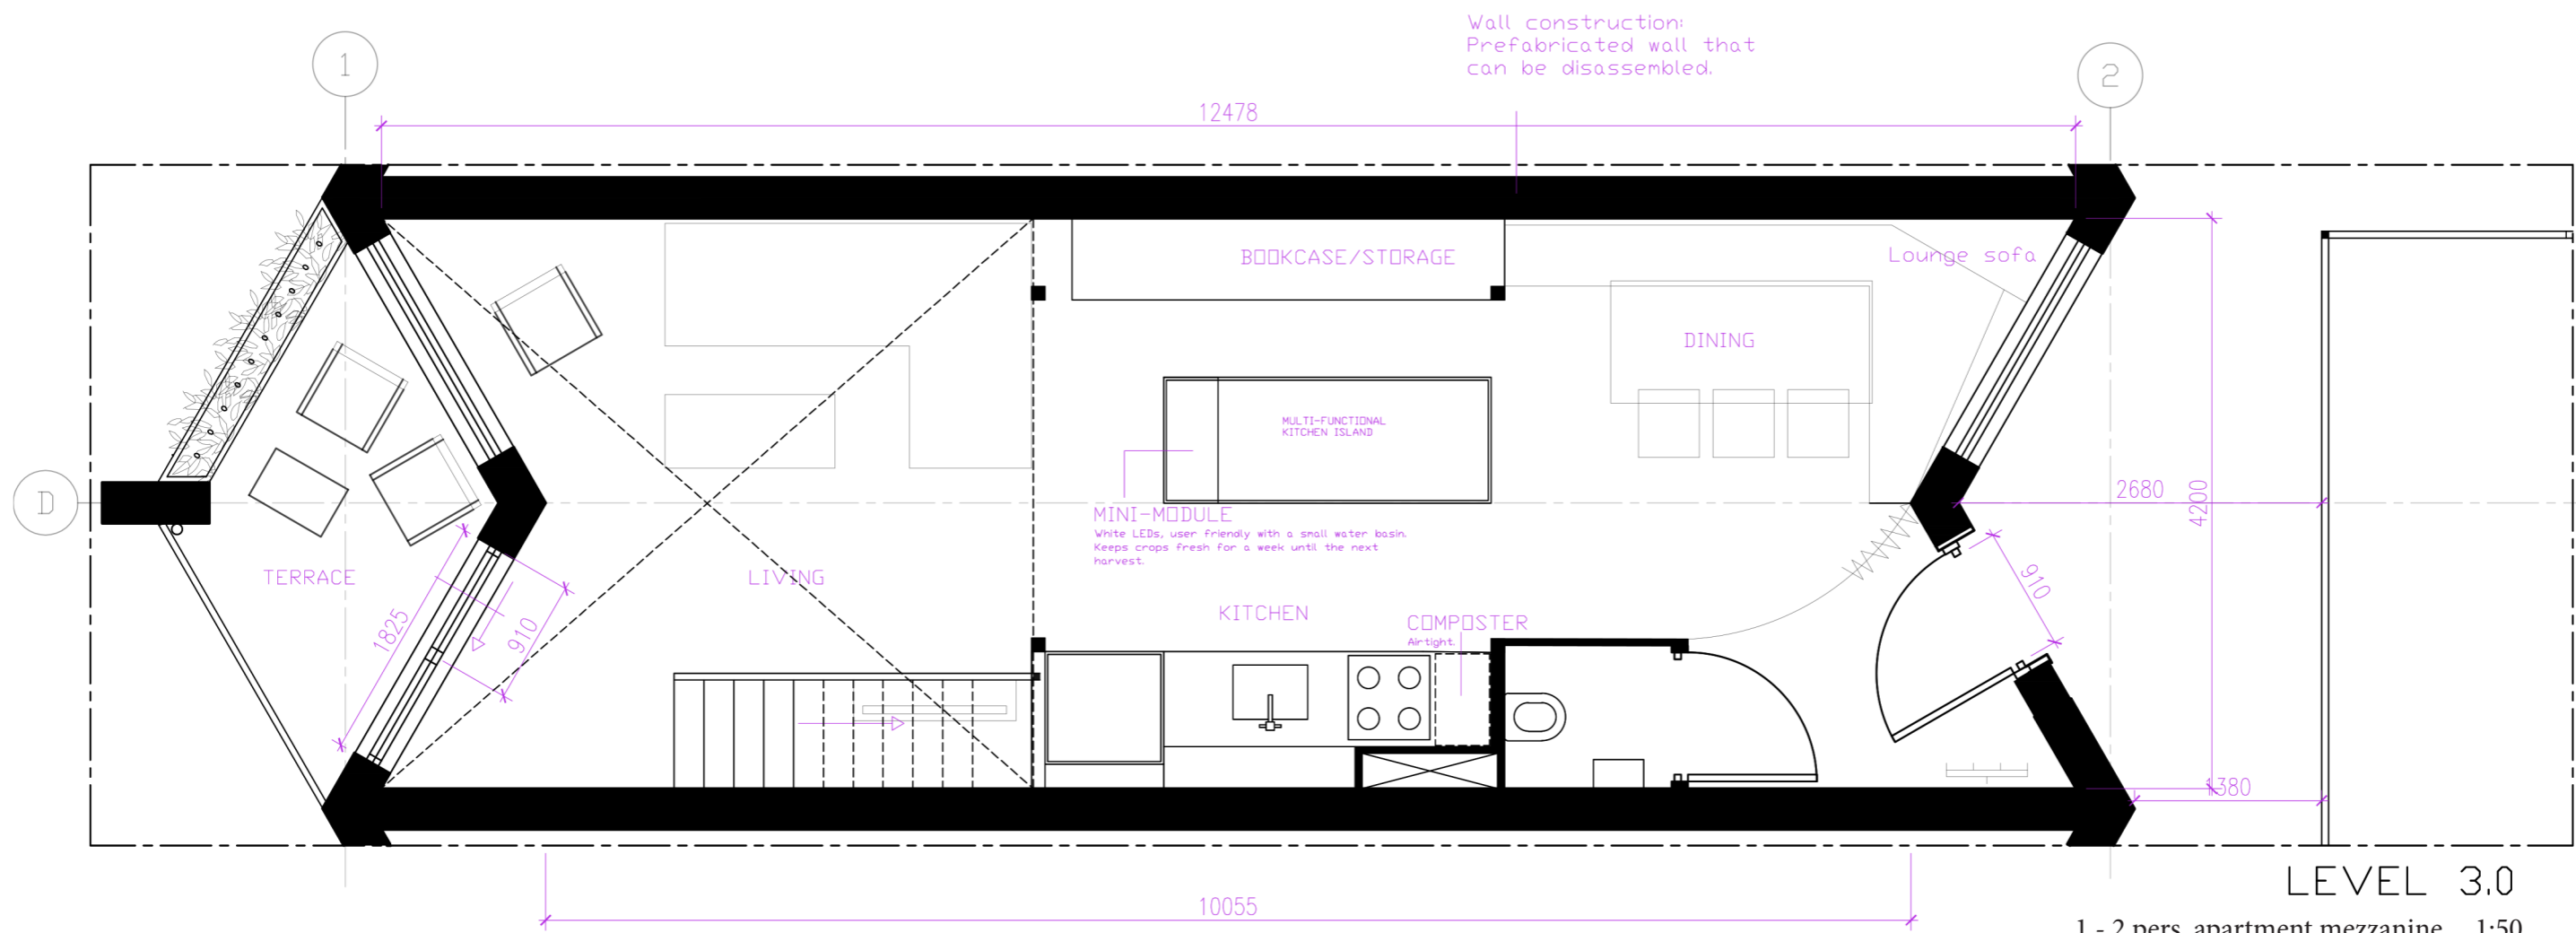 Wall construction:
Prefabricated wall that
can be disassembled.
1
2
12478
BOOKCASE/STORAGE
Lounge sofa
DINING
MULTI-FUNCTIONAL
KITCHEN ISLAND
D
2680
4200
MINI-MODULE
White LEDs, user friendly with a small water basin.
Keeps crops fresh for a week until the next
harvest.
TERRACE
LIVING
910
1825
910
KITCHEN
COMPOSTER
Airtight.
1380
LEVEL 3.0
10055
1 - 2 pers. apartment mezzanine 1:50